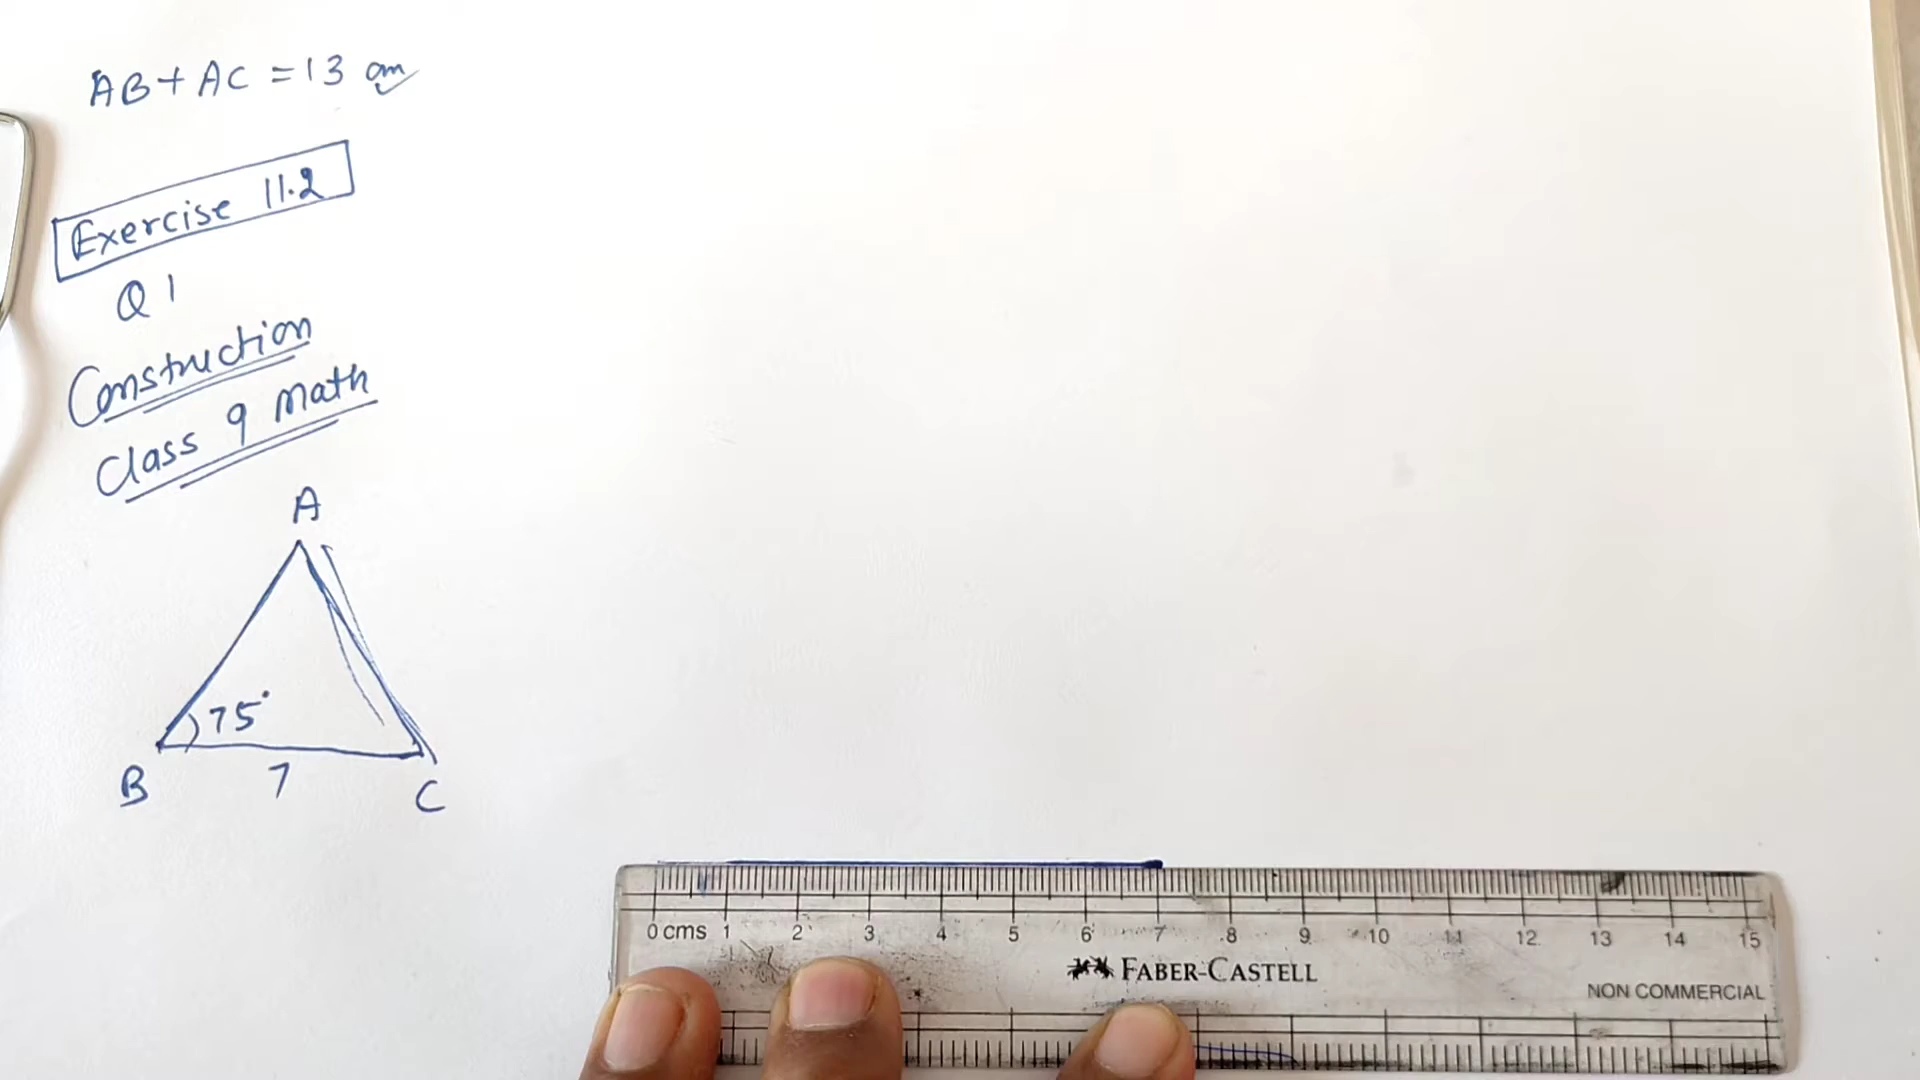 AB + AC = 13 cm
Exercise 11.2
Q 1
Construction
Class 9 math
A
75°
B
7
C
0 cms 1 2 3 4 5 6 7 8 9 10 11 12 13 14 15
FABER-CASTELL
NON COMMERCIAL